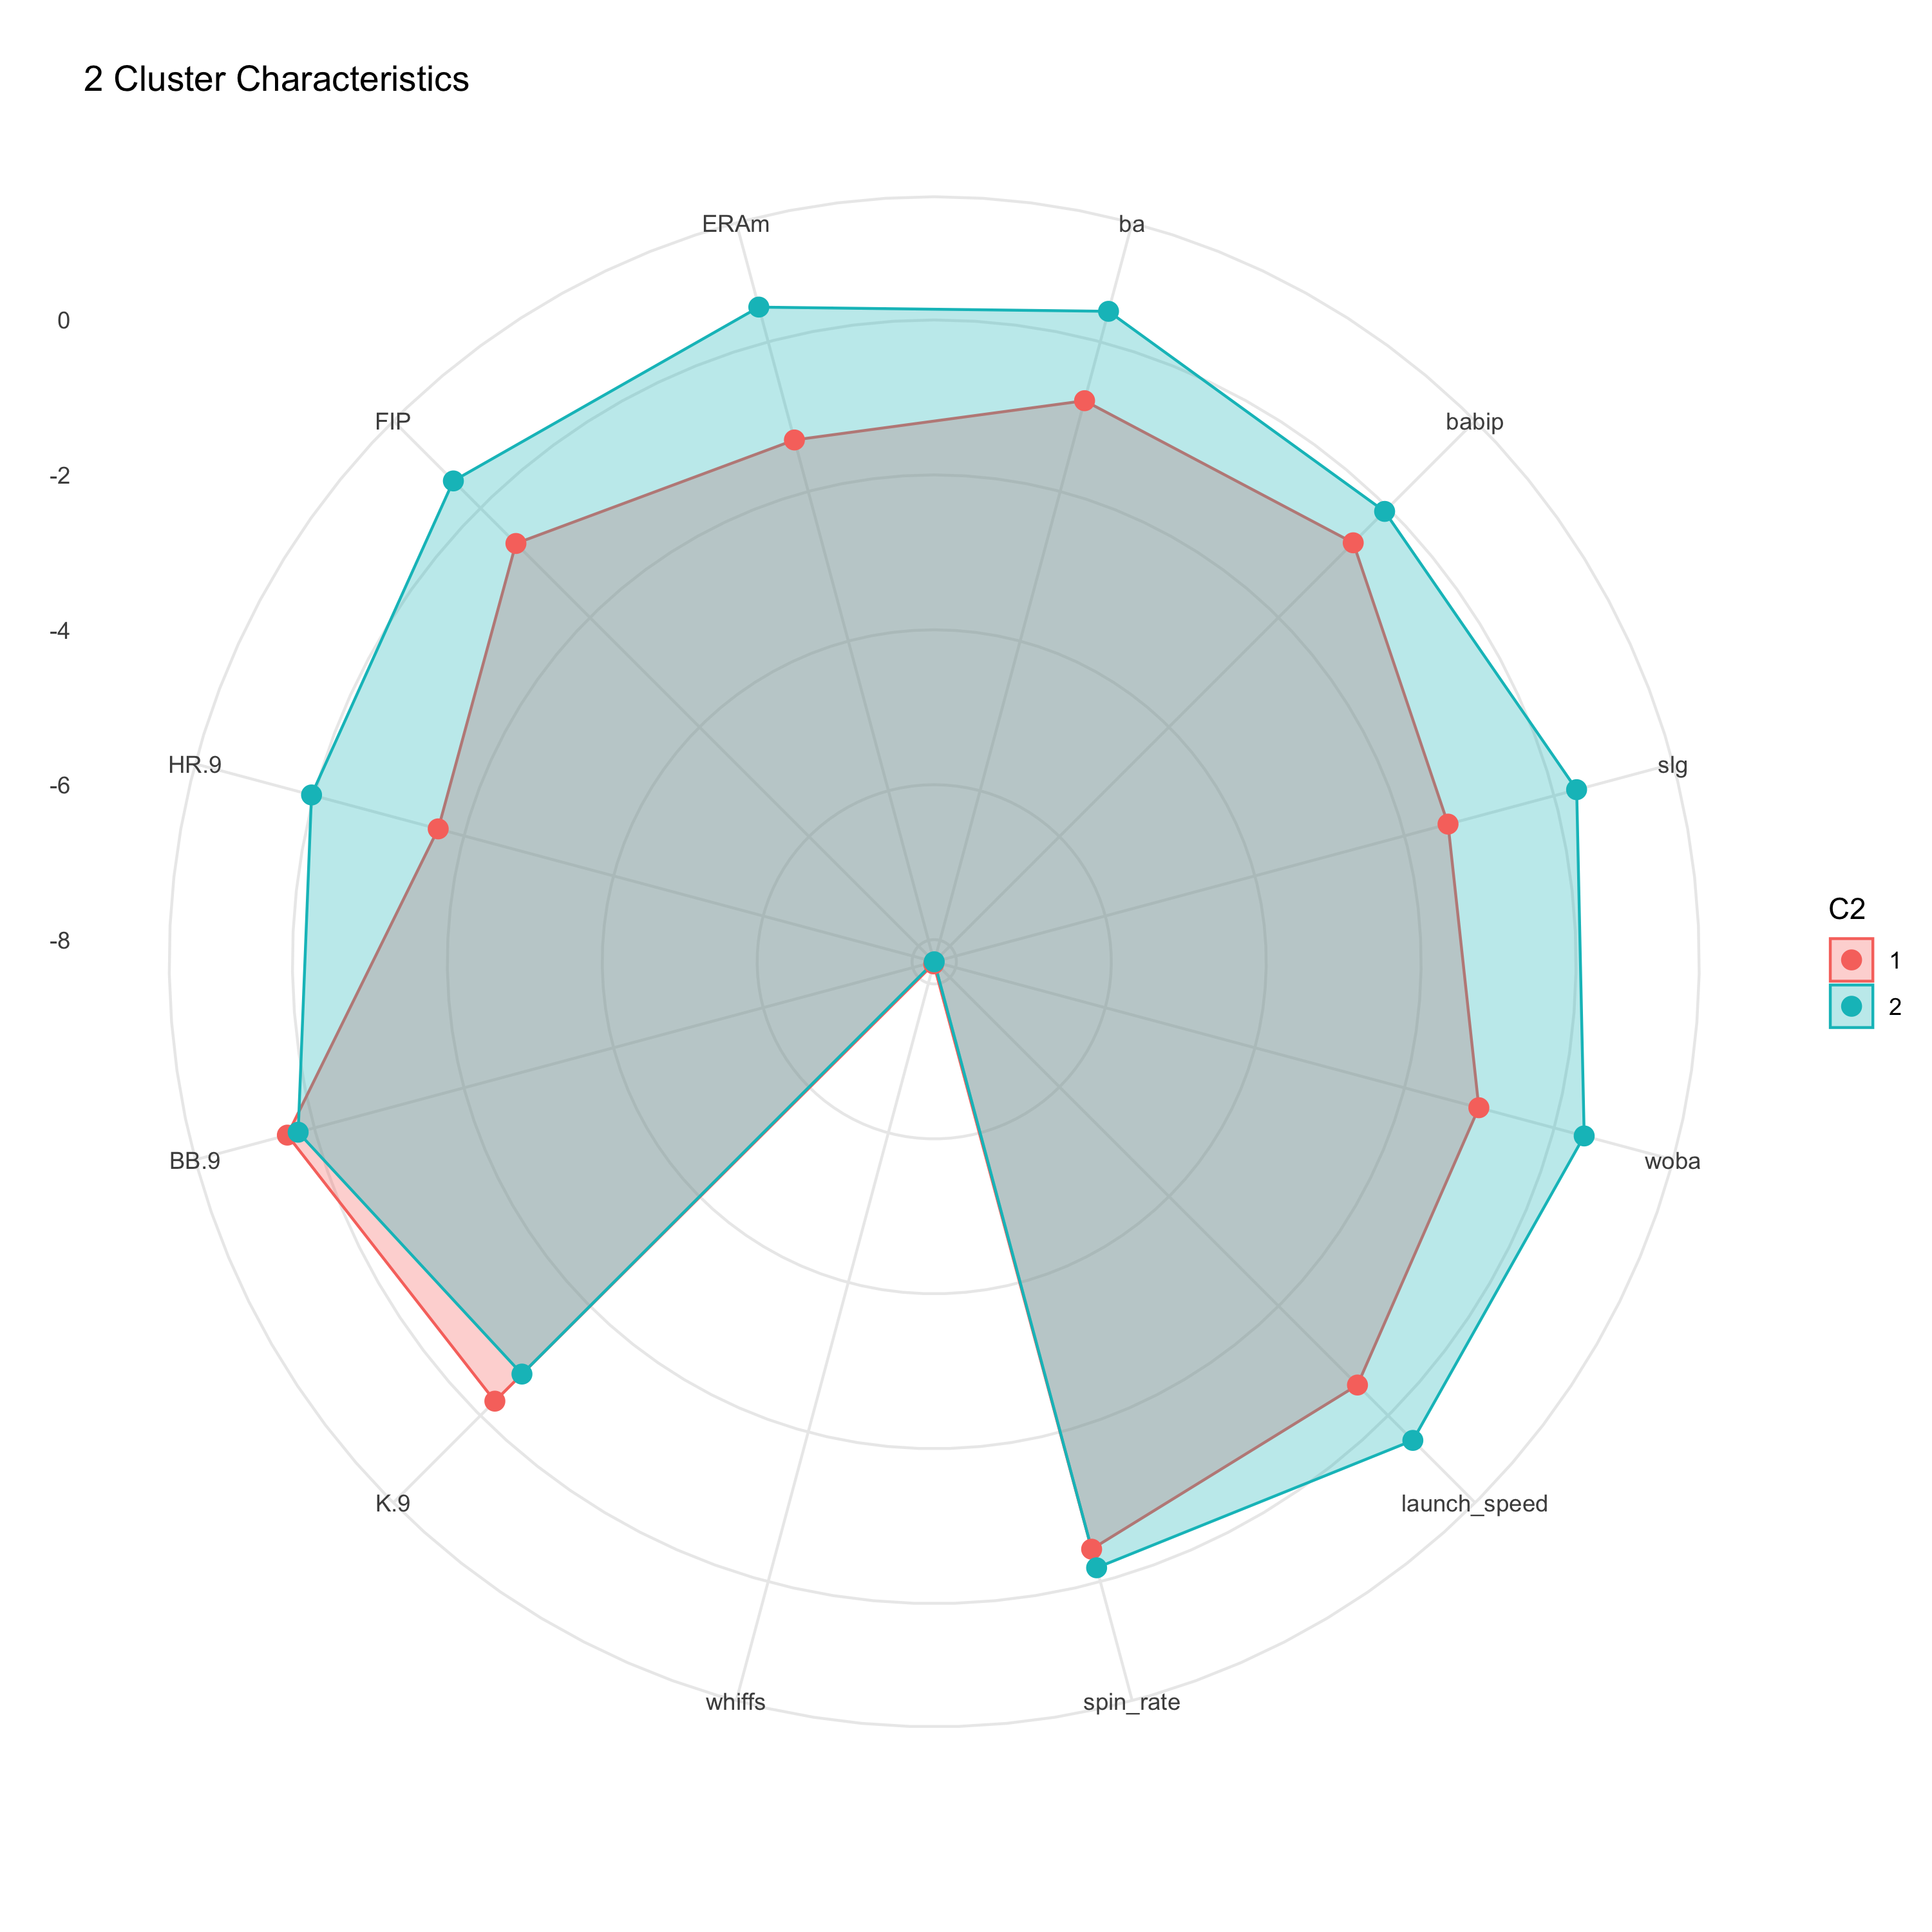 2 Cluster Characteristics
ERAm
ba
0
FIP
babip
-2
-4
HR.9
slg
-6
C2
-8
1
2
BB.9
woba
K.9
launch_speed
whiffs
spin_rate